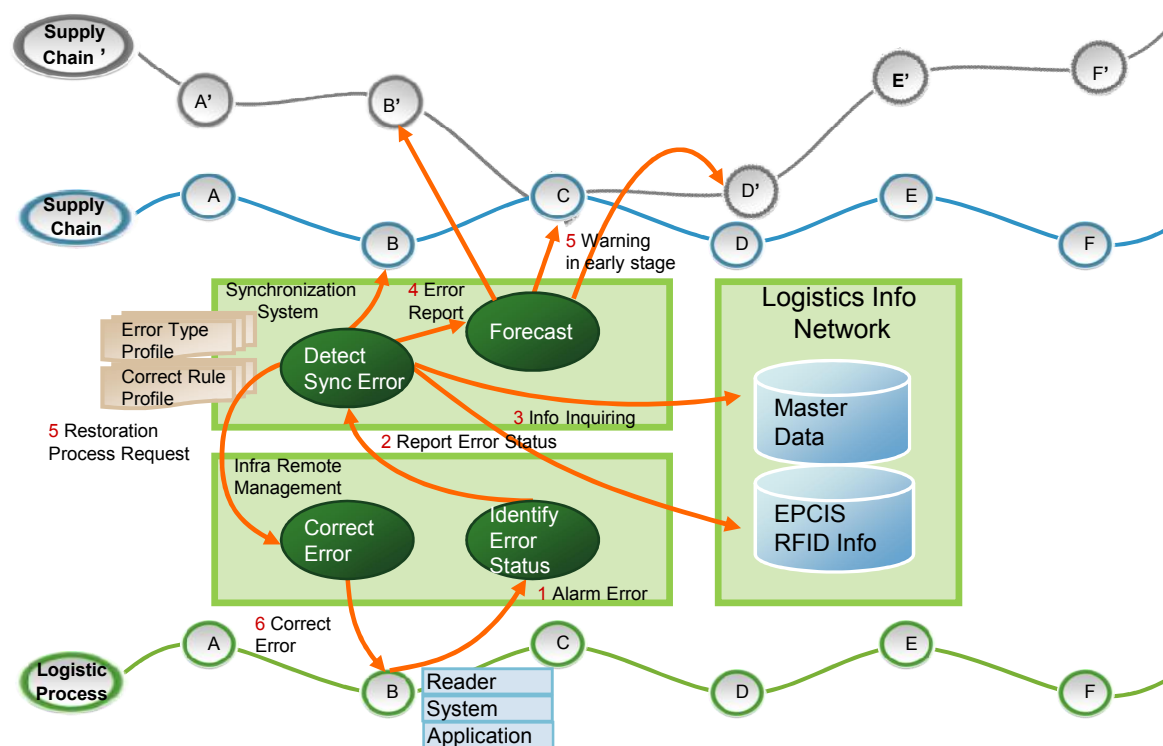 Supply
Chain ’
A’
B’
E’
F’
D’
Supply
Chain
A
B
C
D
E
F
5 Warning
in early stage
Synchronization
System
4 Error
Report
Forecast
Error Type
Profile
Correct Rule
Profile
Detect
Sync Error
Logistics Info
Network
Master
Data
EPCIS
RFID Info
3 Info Inquiring
2 Report Error Status
5 Restoration
Process Request
Infra Remote
Management
Correct
Error
Identify
Error
Status
1 Alarm Error
6 Correct
Error
Logistic
Process
A
B
C
D
E
F
Reader
System
Application